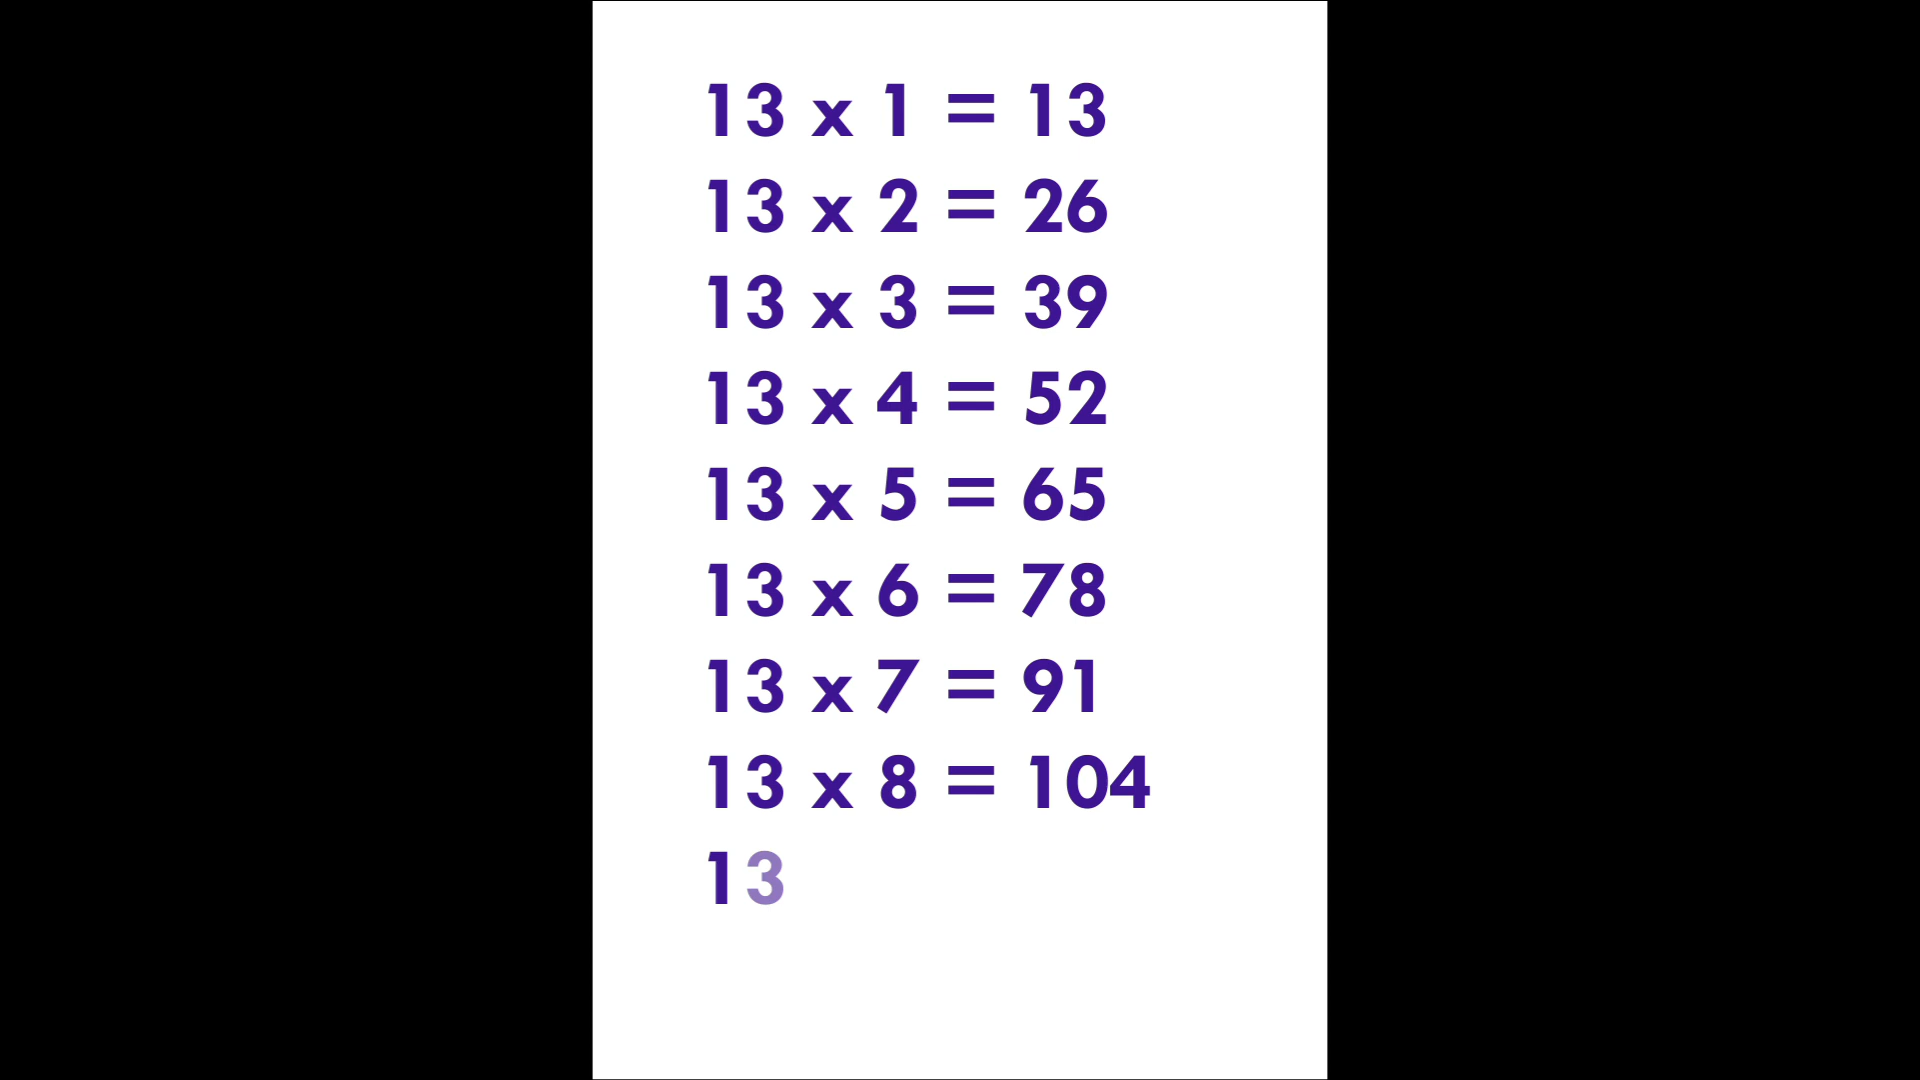 13 x 1 = 13
13 x 2 = 26
13 x 3 = 39
13 x 4 = 52
13 x 5 = 65
13 x 6 = 78
13 x 7 = 91
13 x 8 = 104
13